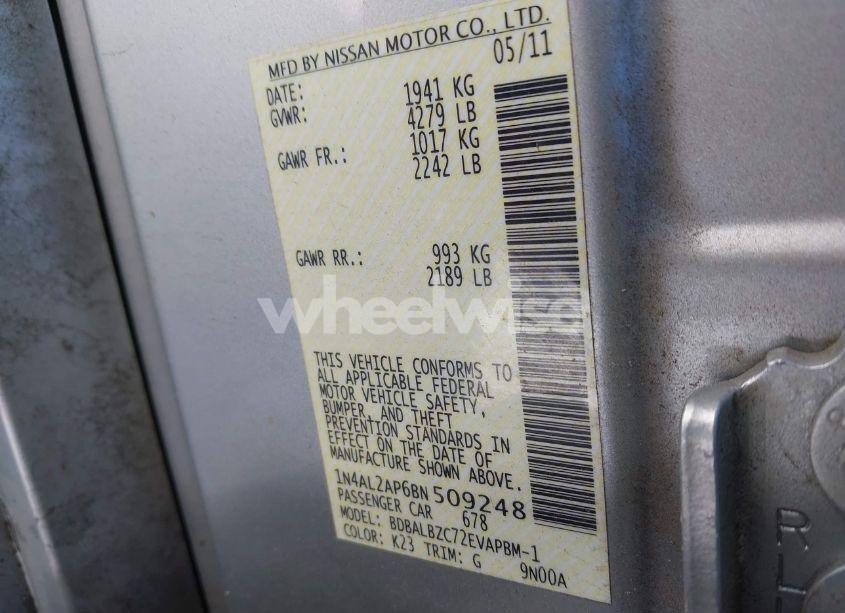 MFD BY NISSAN MOTOR CO., LTD.
DATE: 05/11
GVWR: 1941 KG
4279 LB
GAWR FR.: 1017 KG
2242 LB
GAWR RR.: 993 KG
2189 LB
wheelwise
THIS VEHICLE CONFORMS TO
ALL APPLICABLE FEDERAL
MOTOR VEHICLE SAFETY,
BUMPER, AND THEFT
PREVENTION STANDARDS IN
EFFECT ON THE DATE OF
MANUFACTURE SHOWN ABOVE.
1N4AL2AP6BN509248
PASSENGER CAR 678
MODEL: BDBALBZC72EVAPBM-1
COLOR: K23 TRIM: G 9N00A
R
L